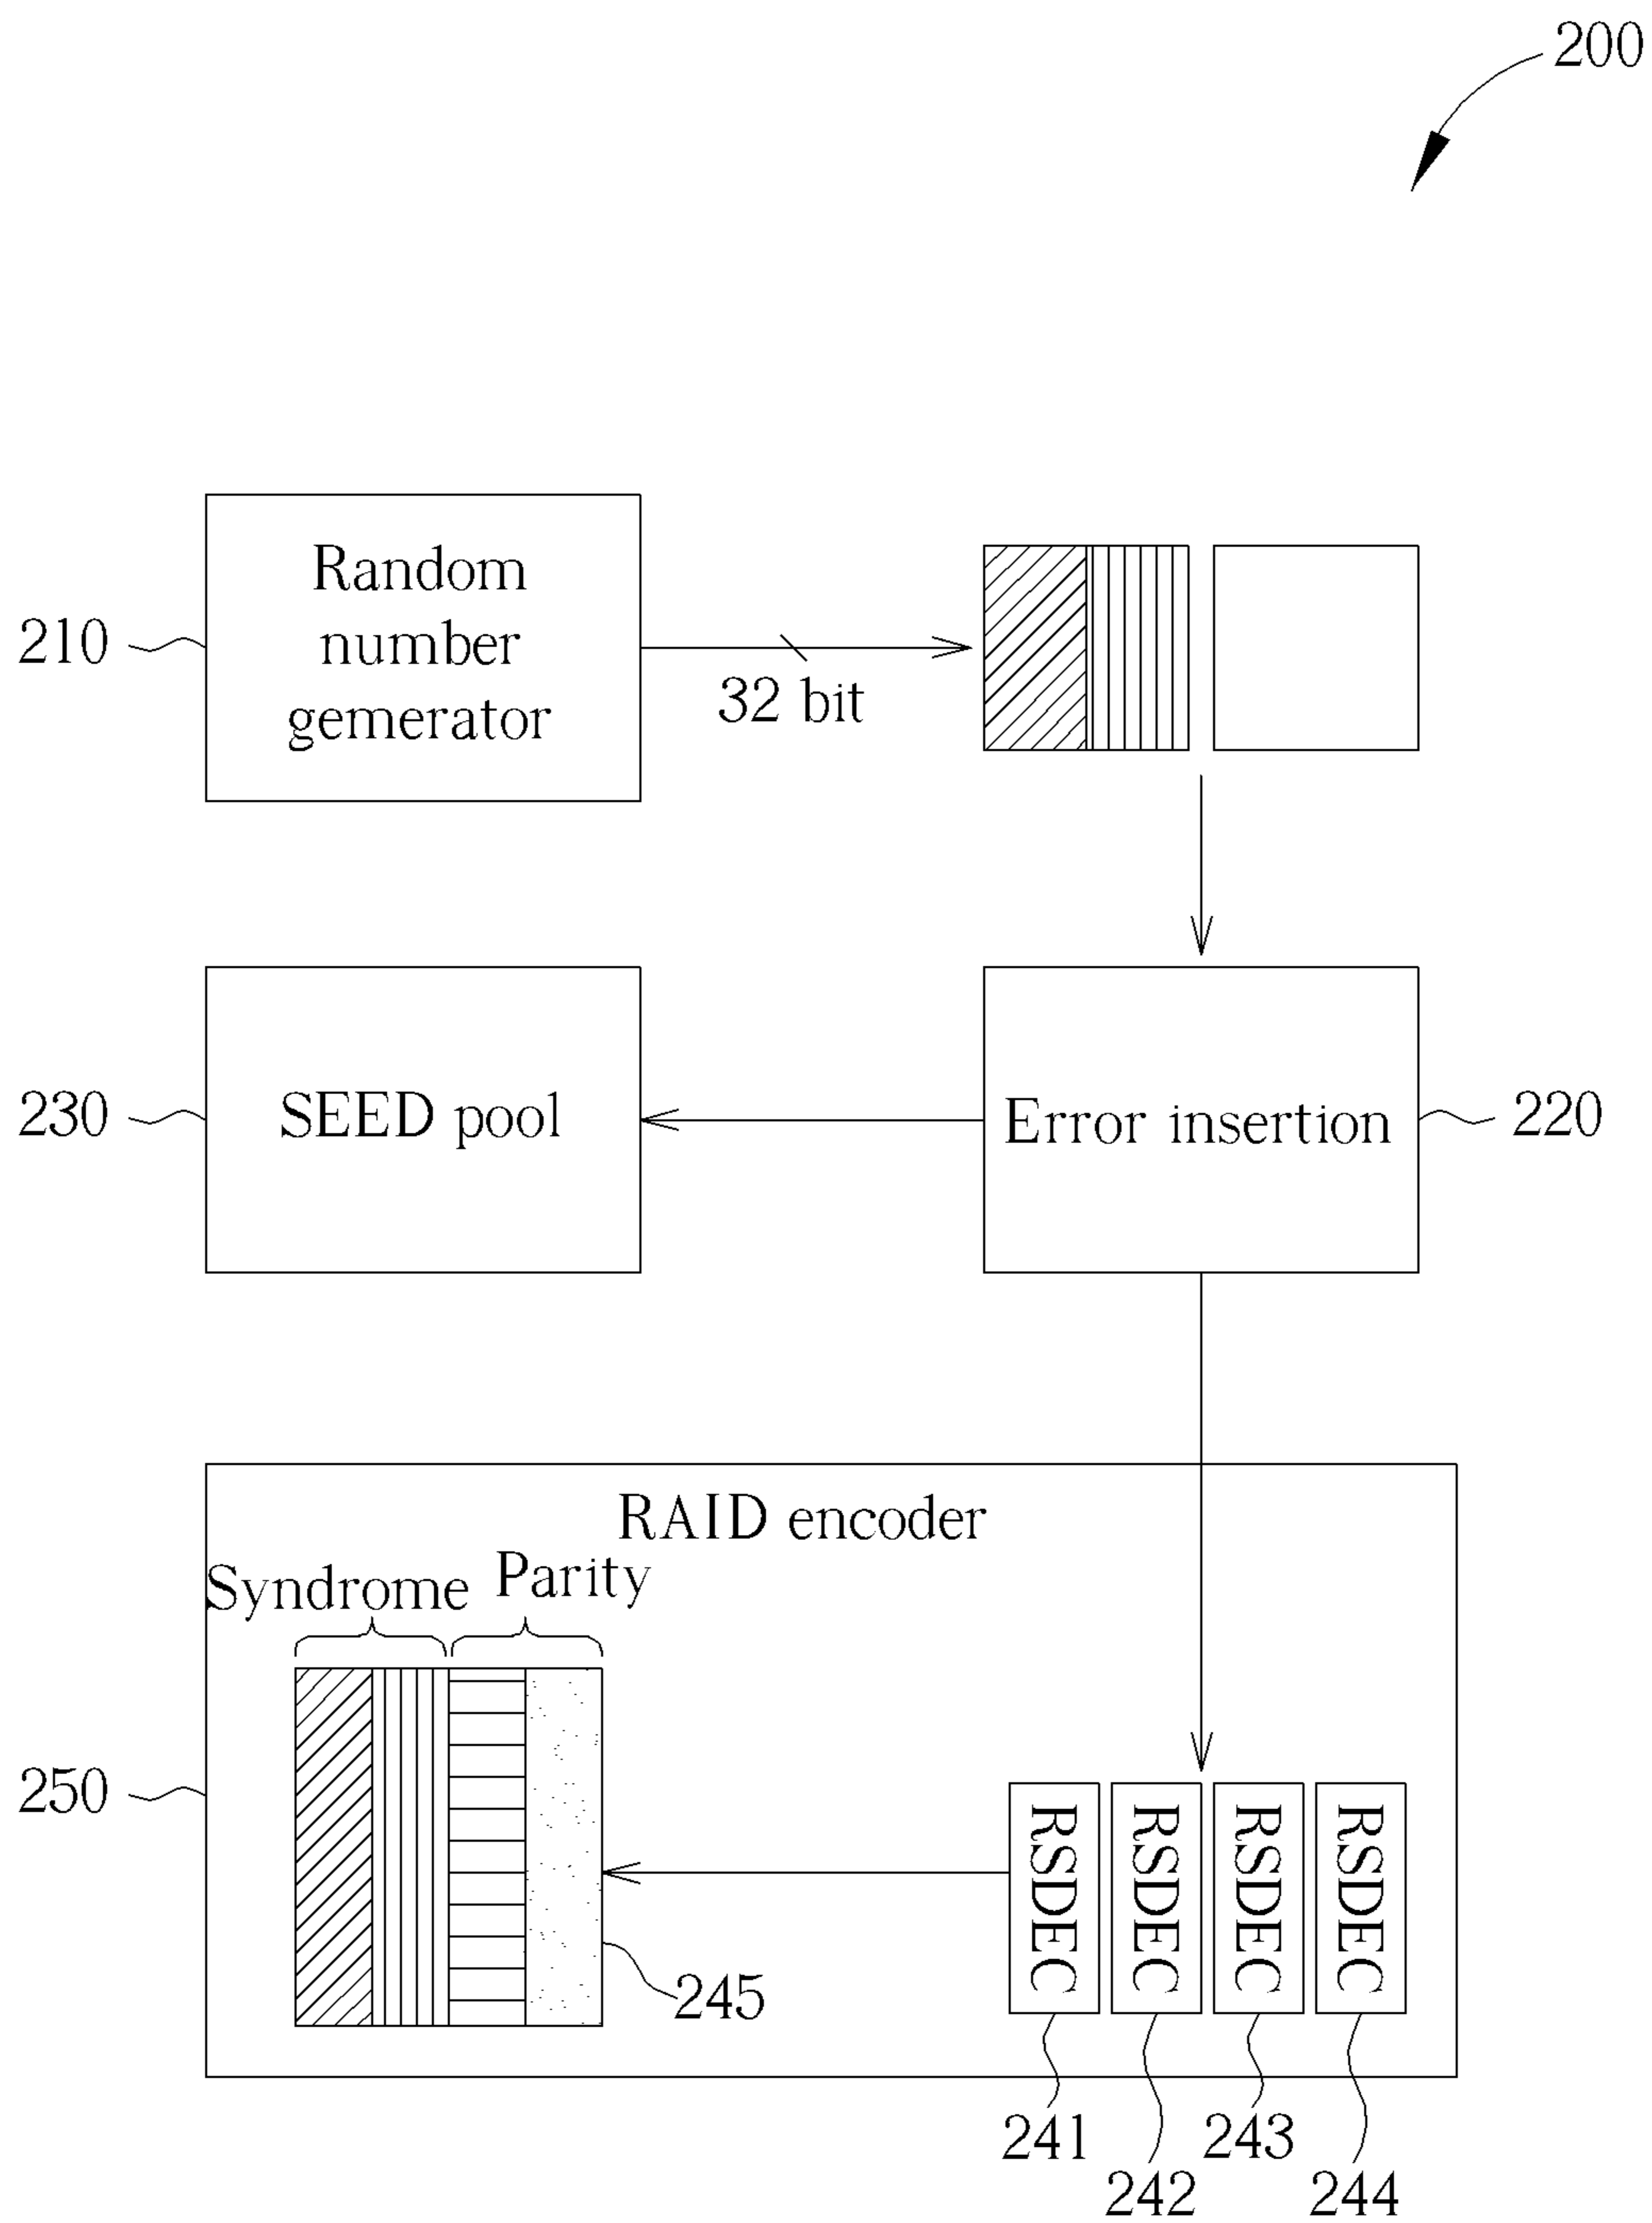 200
Random
number
gemerator
210
32 bit
SEED pool
230
Error insertion
220
RAID encoder
Syndrome
Parity
250
245
RSDEC
RSDEC
RSDEC
RSDEC
241
242
243
244